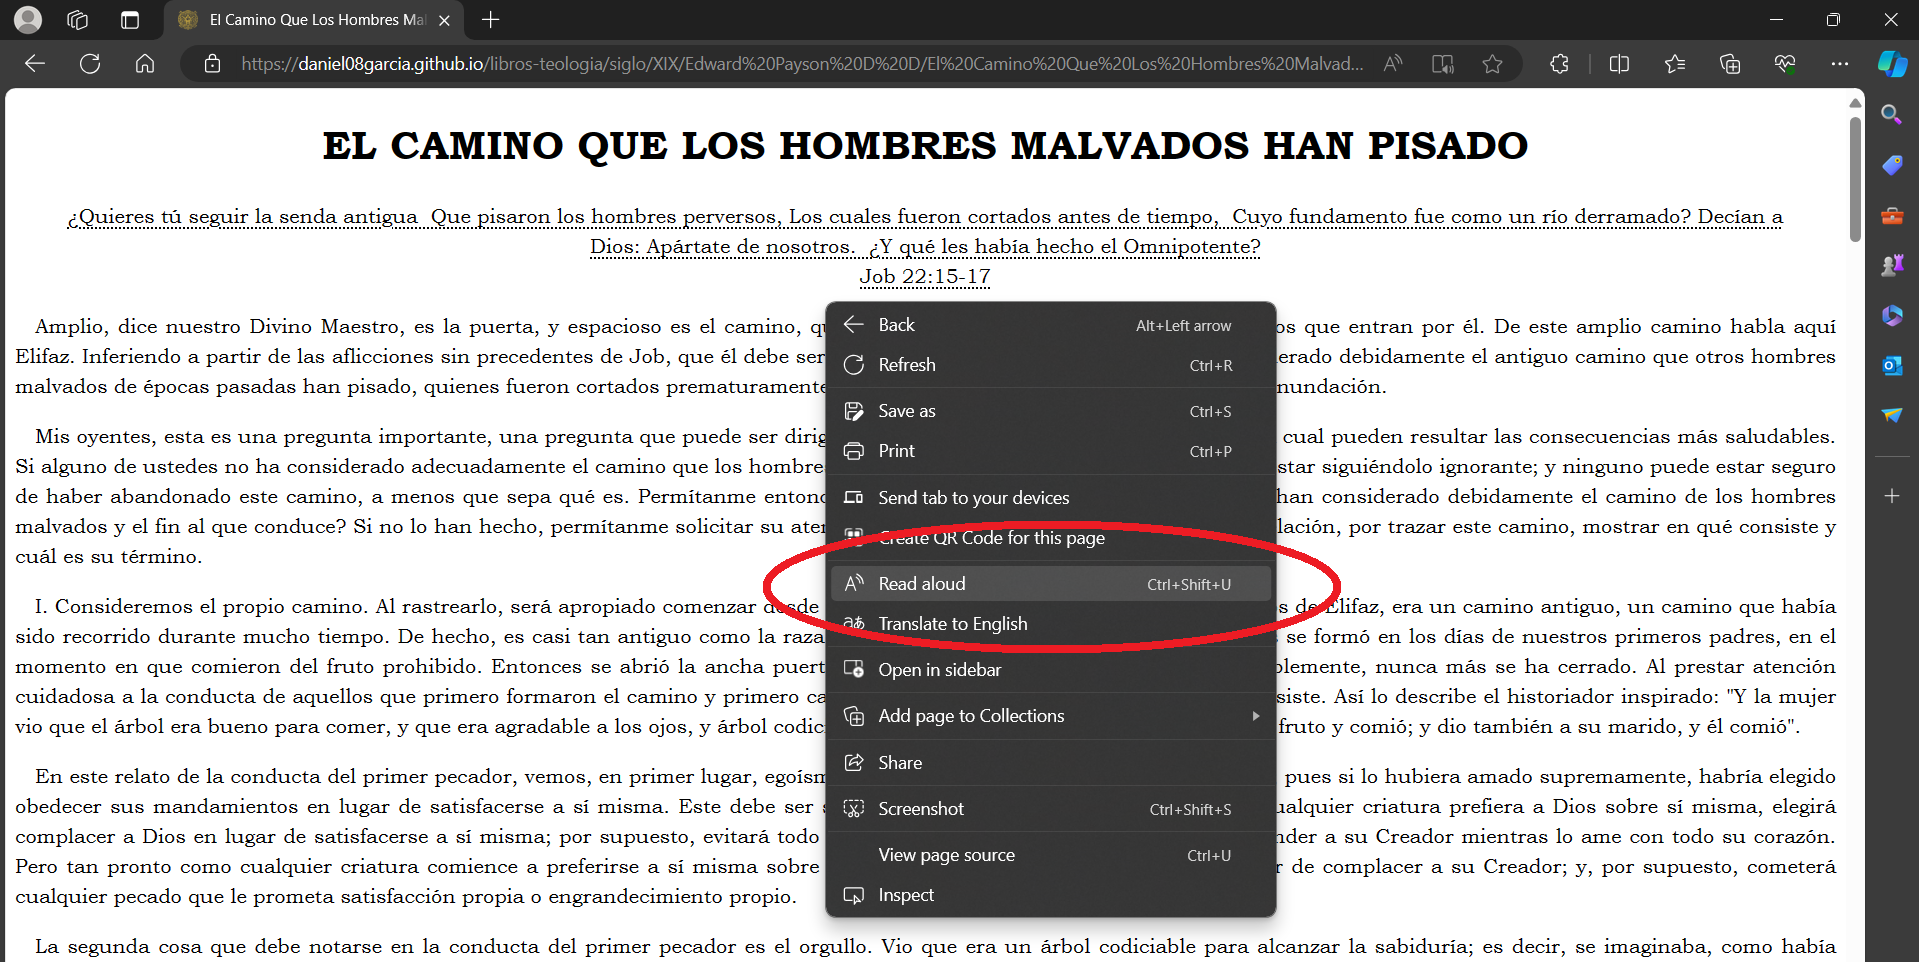 El Camino Que Los Hombres Ma
https://daniel08garcia.github.io/libros-teologia/siglo/XIX/Edward%20Payson%20D%20D/El%20Camino%20Que%20Los%20Hombres%20Malvad...
EL CAMINO QUE LOS HOMBRES MALVADOS HAN PISADO
¿Quieres tú seguir la senda antigua Que pisaron los hombres perversos, Los cuales fueron cortados antes de tiempo, Cuyo fundamento fue como un río derramado? Decían a
Dios: Apártate de nosotros. ¿Y qué les había hecho el Omnipotente?
Job 22:15-17
Amplio, dice nuestro Divino Maestro, es la puerta, y espacioso es el camino, os que entran por él. De este amplio camino habla aquí
Elifaz. Inferiendo a partir de las aflicciones sin precedentes de Job, que él debe ser erado debidamente el antiguo camino que otros hombres
malvados de épocas pasadas han pisado, quienes fueron cortados prematuramente nundación.
Mis oyentes, esta es una pregunta importante, una pregunta que puede ser dirig cual pueden resultar las consecuencias más saludables.
Si alguno de ustedes no ha considerado adecuadamente el camino que los hombre star siguiéndolo ignorante; y ninguno puede estar seguro
de haber abandonado este camino, a menos que sepa qué es. Permítanme entonc han considerado debidamente el camino de los hombres
malvados y el fin al que conduce? Si no lo han hecho, permítanme solicitar su aten lación, por trazar este camino, mostrar en qué consiste y
cuál es su término.
I. Consideremos el propio camino. Al rastrearlo, será apropiado comenzar desde s de Elifaz, era un camino antiguo, un camino que había
sido recorrido durante mucho tiempo. De hecho, es casi tan antiguo como la raza se formó en los días de nuestros primeros padres, en el
momento en que comieron del fruto prohibido. Entonces se abrió la ancha puert blemente, nunca más se ha cerrado. Al prestar atención
cuidadosa a la conducta de aquellos que primero formaron el camino y primero ca siste. Así lo describe el historiador inspirado: "Y la mujer
vio que el árbol era bueno para comer, y que era agradable a los ojos, y árbol codic fruto y comió; y dio también a su marido, y él comió".
En este relato de la conducta del primer pecador, vemos, en primer lugar, egoísm pues si lo hubiera amado supremamente, habría elegido
obedecer sus mandamientos en lugar de satisfacerse a sí misma. Este debe ser ualquier criatura prefiera a Dios sobre sí misma, elegirá
complacer a Dios en lugar de satisfacerse a sí misma; por supuesto, evitará todo nder a su Creador mientras lo ame con todo su corazón.
Pero tan pronto como cualquier criatura comience a preferirse a sí misma sobre r de complacer a su Creador; y, por supuesto, cometerá
cualquier pecado que le prometa satisfacción propia o engrandecimiento propio.
La segunda cosa que debe notarse en la conducta del primer pecador es el orgullo. Vio que era un árbol codiciable para alcanzar la sabiduría; es decir, se imaginaba, como había
Back Alt+Left arrow
Refresh Ctrl+R
Save as Ctrl+S
Print Ctrl+P
Send tab to your devices
Create QR Code for this page
Read aloud Ctrl+Shift+U
Translate to English
Open in sidebar
Add page to Collections
Share
Screenshot Ctrl+Shift+S
View page source Ctrl+U
Inspect